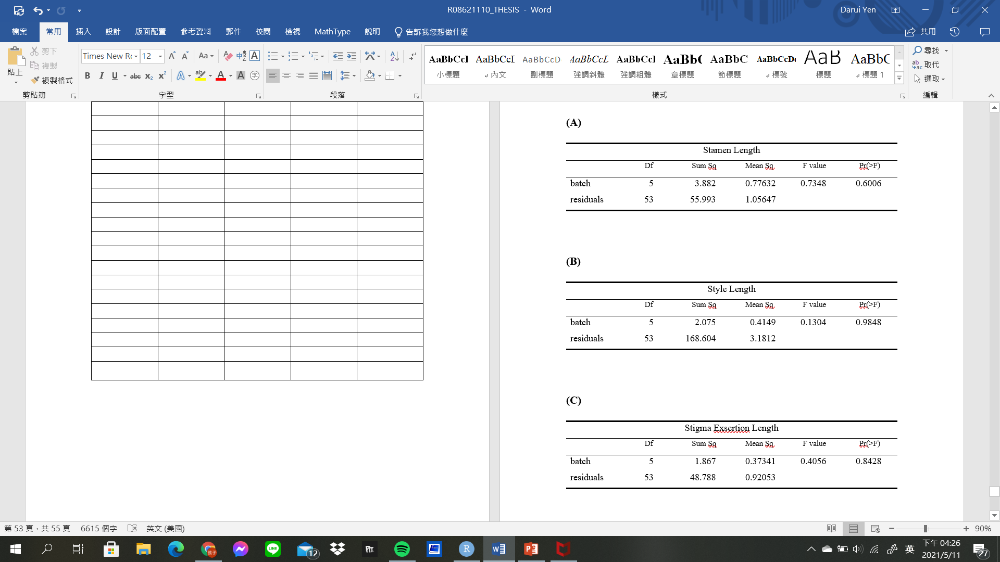 R08621110_THESIS - Word
Darui Yen
檔案 常用 插入 設計 版面配置 參考資料 郵件 校閱 檢視 MathType 說明 告訴我您想做什麼 共用
貼上
剪下
複製
複製格式
剪貼簿
Times New Ro 12
字型
段落
AaBbCcI AaBbCcI AaBbCcD AaBbCcL AaBbCcI AaBb( AaBbC AaBbCcD AaB AaBbC
小標題 內文 副標題 強調斜體 強調粗體 章標題 節標題 標號 標題 標題 1
樣式
尋找
取代
選取
編輯
(A)
Stamen Length
Df Sum Sq Mean Sq F value Pr(>F)
batch 5 3.882 0.77632 0.7348 0.6006
residuals 53 55.993 1.05647
(B)
Style Length
Df Sum Sq Mean Sq F value Pr(>F)
batch 5 2.075 0.4149 0.1304 0.9848
residuals 53 168.604 3.1812
(C)
Stigma Exsertion Length
Df Sum Sq Mean Sq F value Pr(>F)
batch 5 1.867 0.37341 0.4056 0.8428
residuals 53 48.788 0.92053
第 53 頁，共 55 頁 6615 個字 英文 (美國) 90%
12
英
下午 04:26
2021/5/11
27